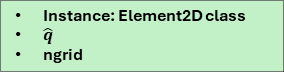 • Instance: Element2D class
• q̂
• ngrid